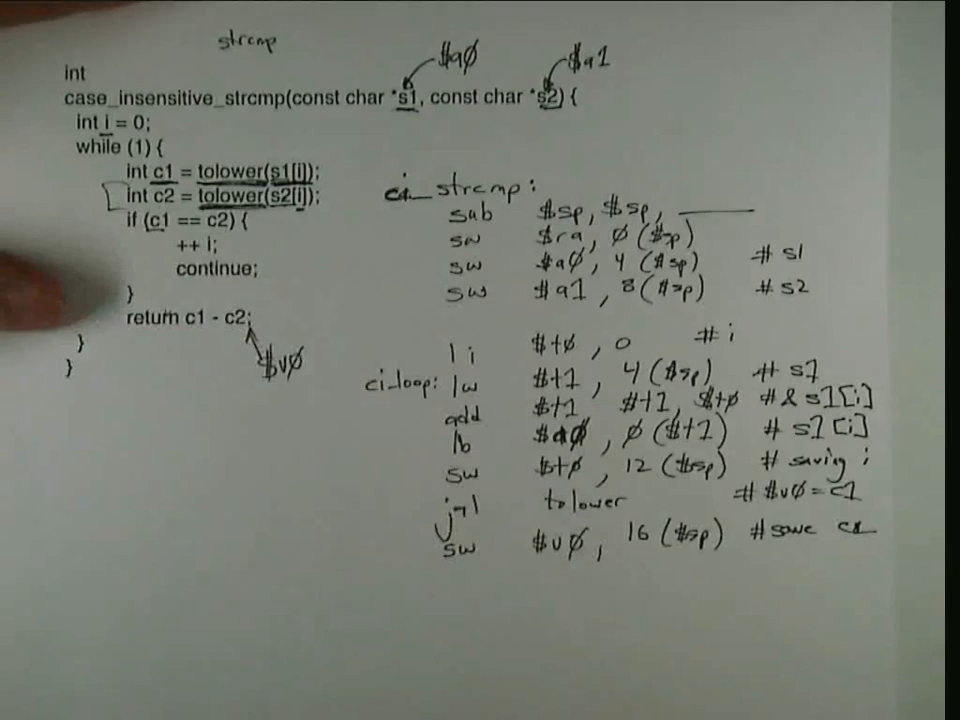 strcmp
$a0
$a1
int
case_insensitive_strcmp(const char *s1, const char *s2) {
int i = 0;
while (1) {
int c1 = tolower(s1[i]);
int c2 = tolower(s2[i]);
if (c1 == c2) {
++ i;
continue;
}
return c1 - c2;
}
}
$v0
ci_strcmp:
sub $sp, $sp, ____
sw $ra, 0($sp)
sw $a0, 4($sp) # s1
sw $a1, 8($sp) # s2
li $t0, 0 # i
ci_loop: lw $t1, 4($sp) # s1
add $t1 $t1, $t0 # & s1[i]
lb $a0, 0($t1) # s1[i]
sw $t0, 12($sp) # saving i
jal tolower # $v0 = c1
sw $v0, 16($sp) # save c1